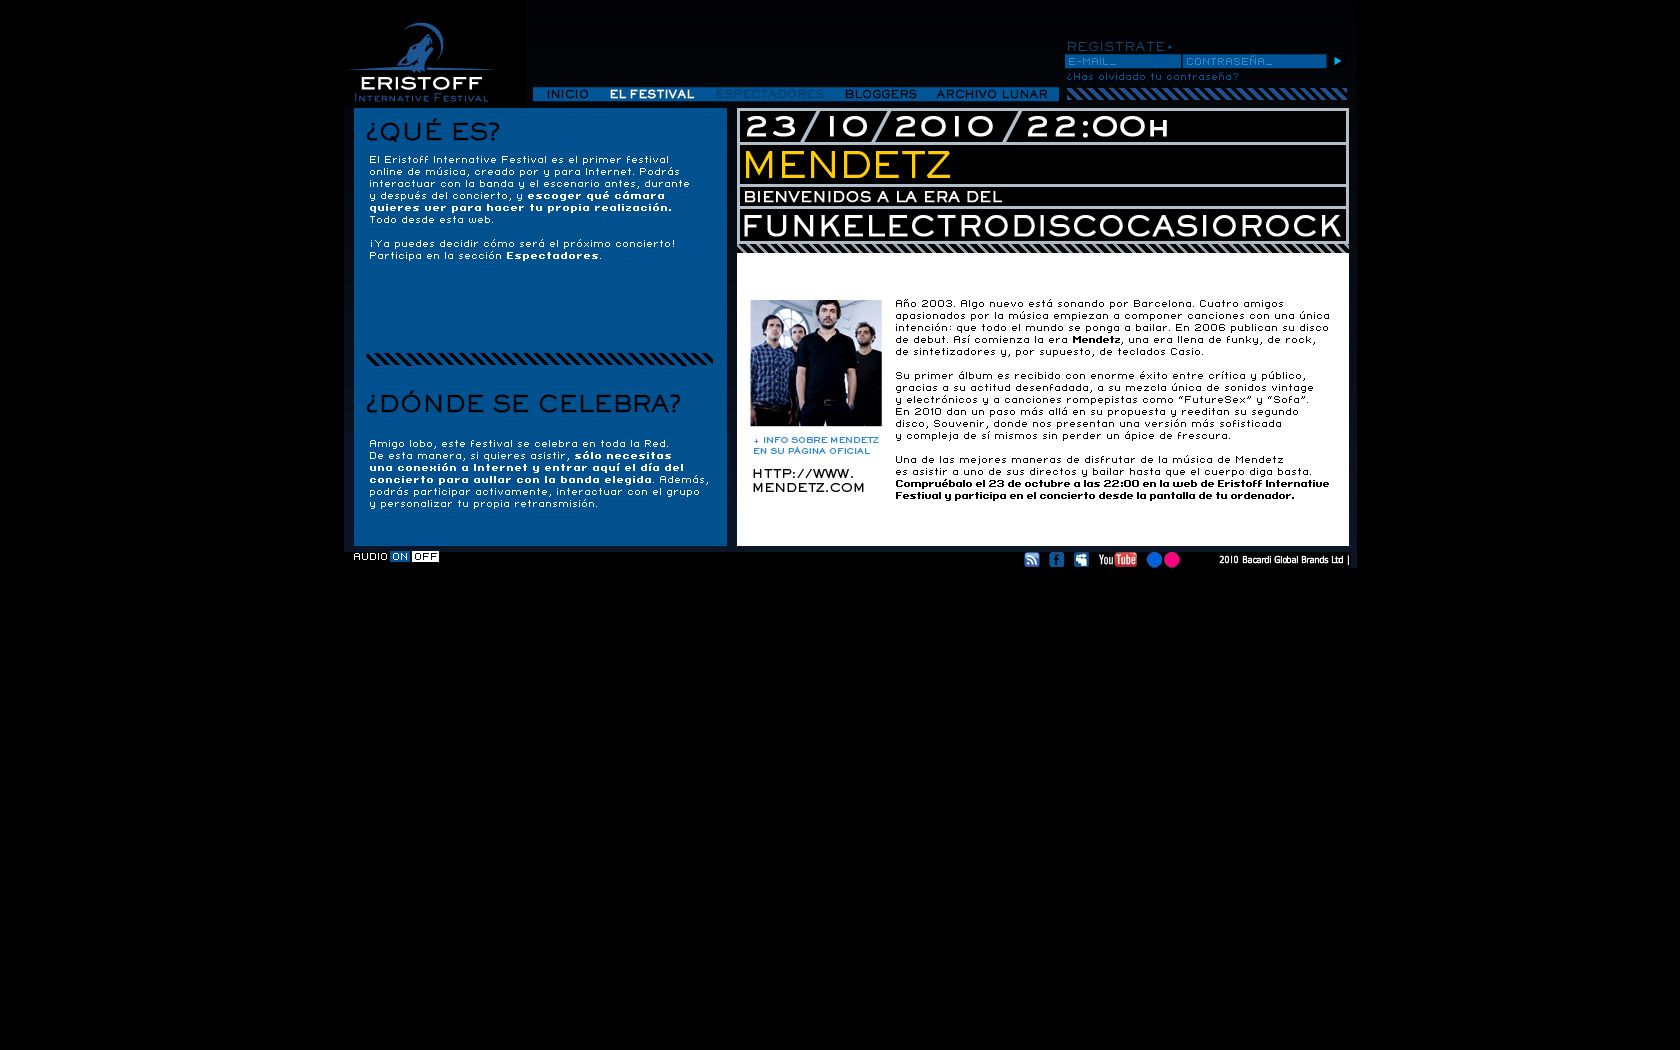 ERISTOFF
INTERNATIVE FESTIVAL
REGISTRATE
E-MAIL_ CONTRASEÑA_
¿Has olvidado tu contraseña?
INICIO EL FESTIVAL ESPECTADORES BLOGGERS ARCHIVO LUNAR
¿QUÉ ES?
El Eristoff Internative Festival es el primer festival
online de música, creado por y para Internet. Podrás
interactuar con la banda y el escenario antes, durante
y después del concierto, y escoger qué cámara
quieres ver para hacer tu propia realización.
Todo desde esta web.
¡Ya puedes decidir cómo será el próximo concierto!
Participa en la sección Espectadores.
¿DÓNDE SE CELEBRA?
Amigo lobo, este festival se celebra en toda la Red.
De esta manera, si quieres asistir, sólo necesitas
una conexión a Internet y entrar aquí el día del
concierto para aullar con la banda elegida. Además,
podrás participar activamente, interactuar con el grupo
y personalizar tu propia retransmisión.
23/10/2010 /22:00H
MENDETZ
BIENVENIDOS A LA ERA DEL
FUNKELECTRODISCOCASIOROCK
+ INFO SOBRE MENDETZ
EN SU PÁGINA OFICIAL
HTTP://WWW.
MENDETZ.COM
Año 2003. Algo nuevo está sonando por Barcelona. Cuatro amigos
apasionados por la música empiezan a componer canciones con una única
intención: que todo el mundo se ponga a bailar. En 2006 publican su disco
de debut. Así comienza la era Mendetz, una era llena de funky, de rock,
de sintetizadores y, por supuesto, de teclados Casio.
Su primer álbum es recibido con enorme éxito entre crítica y público,
gracias a su actitud desenfadada, a su mezcla única de sonidos vintage
y electrónicos y a canciones rompepistas como “FutureSex” y “Sofa”.
En 2010 dan un paso más allá en su propuesta y reeditan su segundo
disco, Souvenir, donde nos presentan una versión más sofisticada
y compleja de sí mismos sin perder un ápice de frescura.
Una de las mejores maneras de disfrutar de la música de Mendetz
es asistir a uno de sus directos y bailar hasta que el cuerpo diga basta.
Compruébalo el 23 de octubre a las 22:00 en la web de Eristoff Internative
Festival y participa en el concierto desde la pantalla de tu ordenador.
AUDIO ON OFF
You Tube
2010 Bacardi Global Brands Ltd |